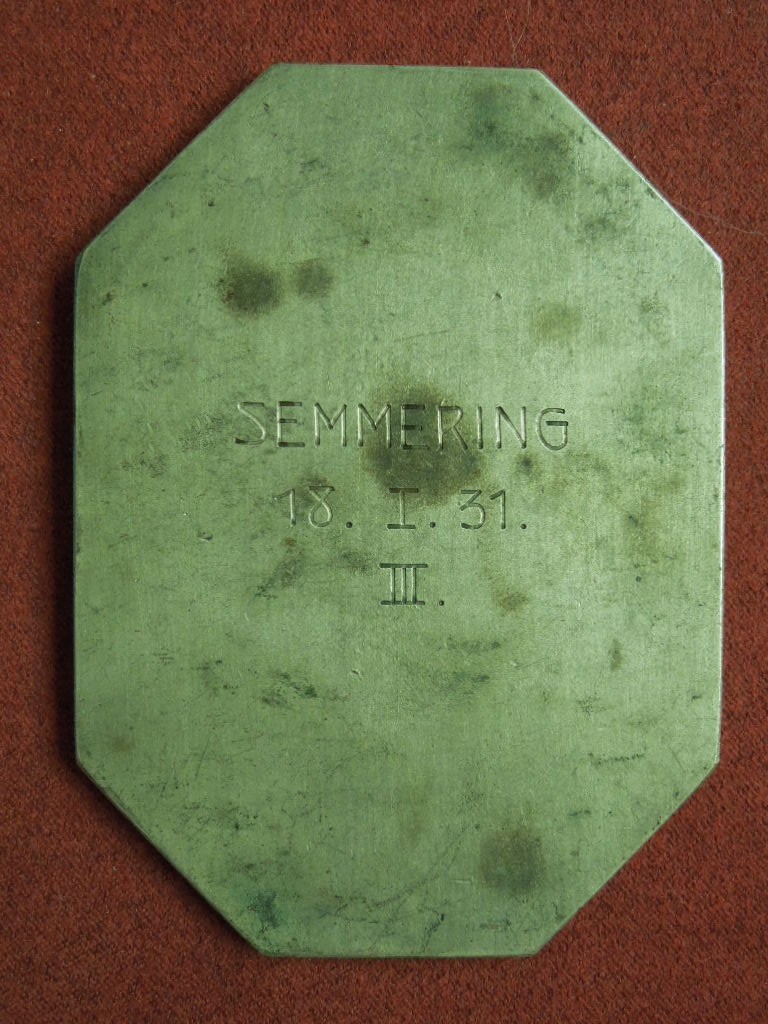 SEMMERING
18. I. 31.
III.